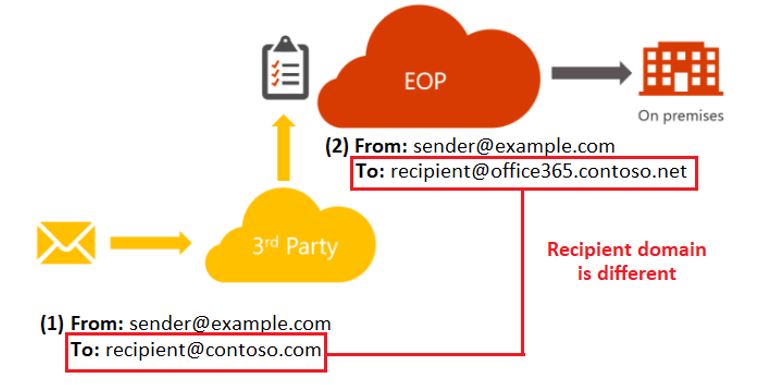 EOP
On premises
(2) From: sender@example.com
To: recipient@office365.contoso.net
3rd Party
Recipient domain
is different
(1) From: sender@example.com
To: recipient@contoso.com